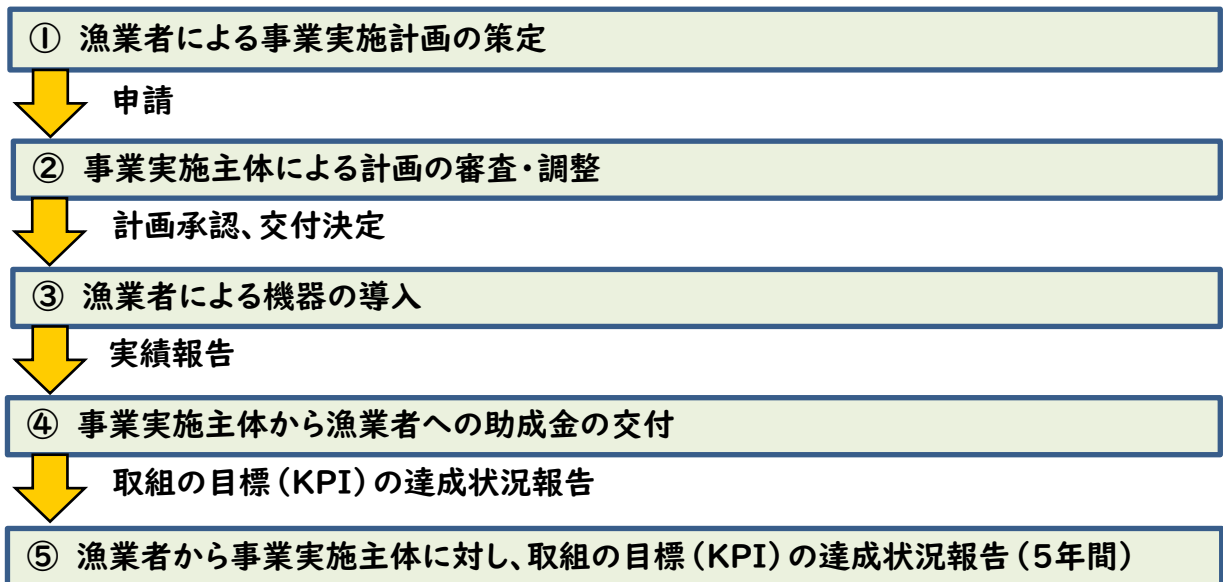 ① 漁業者による事業実施計画の策定
申請
② 事業実施主体による計画の審査・調整
計画承認、交付決定
③ 漁業者による機器の導入
実績報告
④ 事業実施主体から漁業者への助成金の交付
取組の目標（KPI）の達成状況報告
⑤ 漁業者から事業実施主体に対し、取組の目標（KPI）の達成状況報告（5年間）